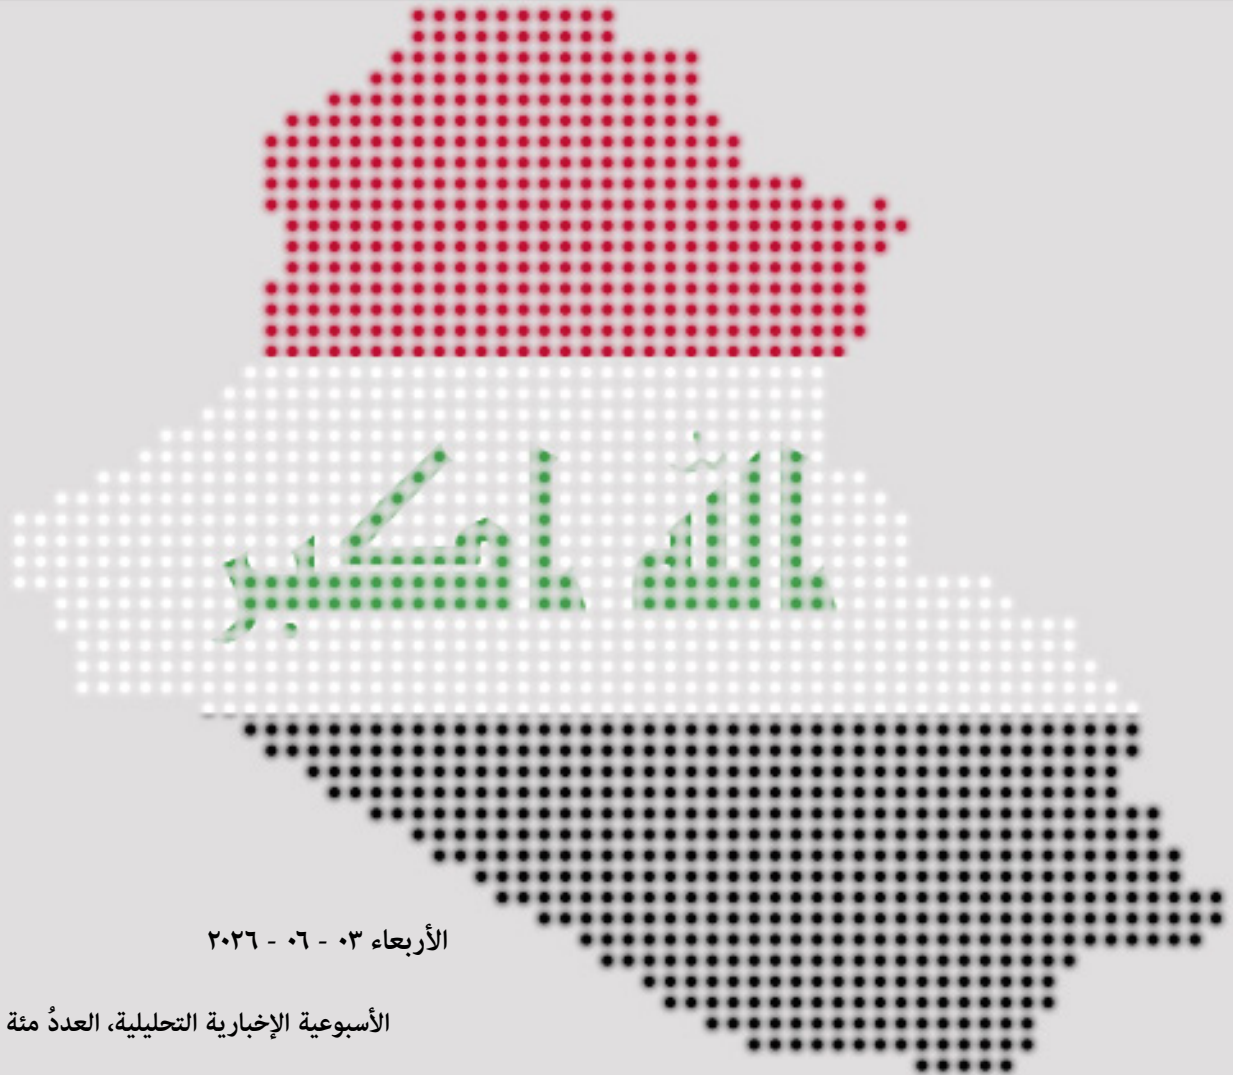 الله اكبر
الأربعاء ٠٣ - ٠٦ - ٢٠٢٦
الأسبوعية الإخبارية التحليلية، العددُ مئة